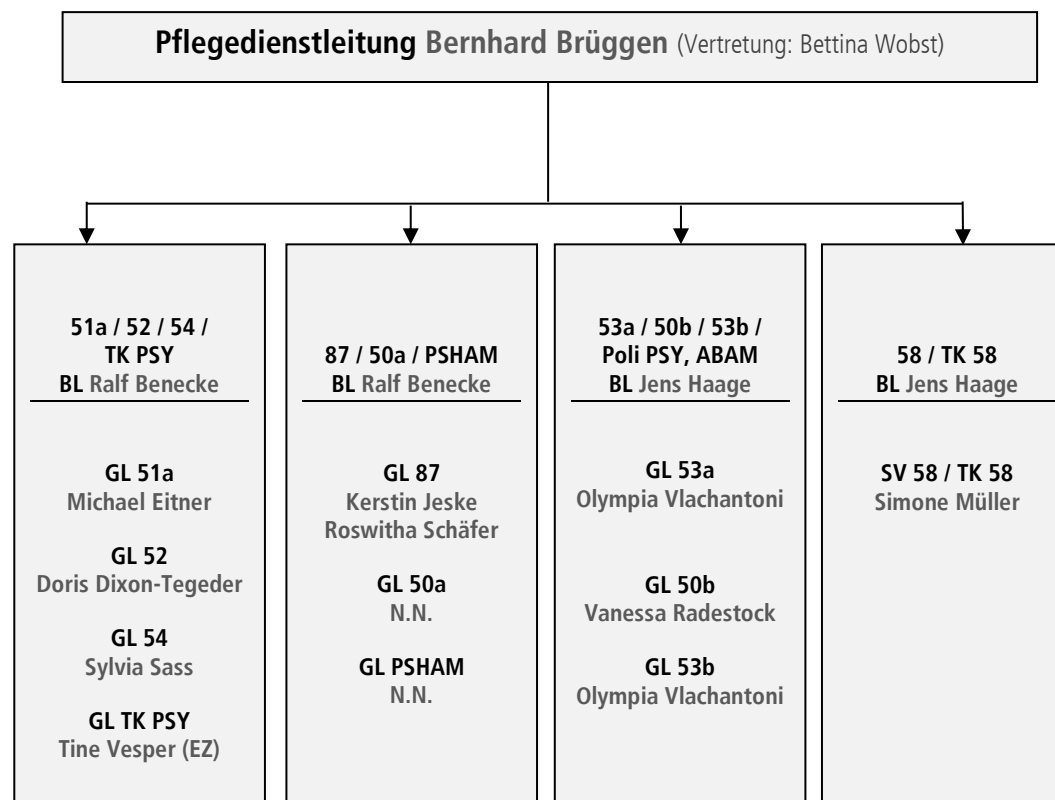 Pflegedienstleitung Bernhard Brüggen (Vertretung: Bettina Wobst)
51a / 52 / 54 /
TK PSY
BL Ralf Benecke
GL 51a
Michael Eitner
GL 52
Doris Dixon-Tegeder
GL 54
Sylvia Sass
GL TK PSY
Tine Vesper (EZ)
87 / 50a / PSHAM
BL Ralf Benecke
GL 87
Kerstin Jeske
Roswitha Schäfer
GL 50a
N.N.
GL PSHAM
N.N.
53a / 50b / 53b /
Poli PSY, ABAM
BL Jens Haage
GL 53a
Olympia Vlachantoni
GL 50b
Vanessa Radestock
GL 53b
Olympia Vlachantoni
58 / TK 58
BL Jens Haage
SV 58 / TK 58
Simone Müller